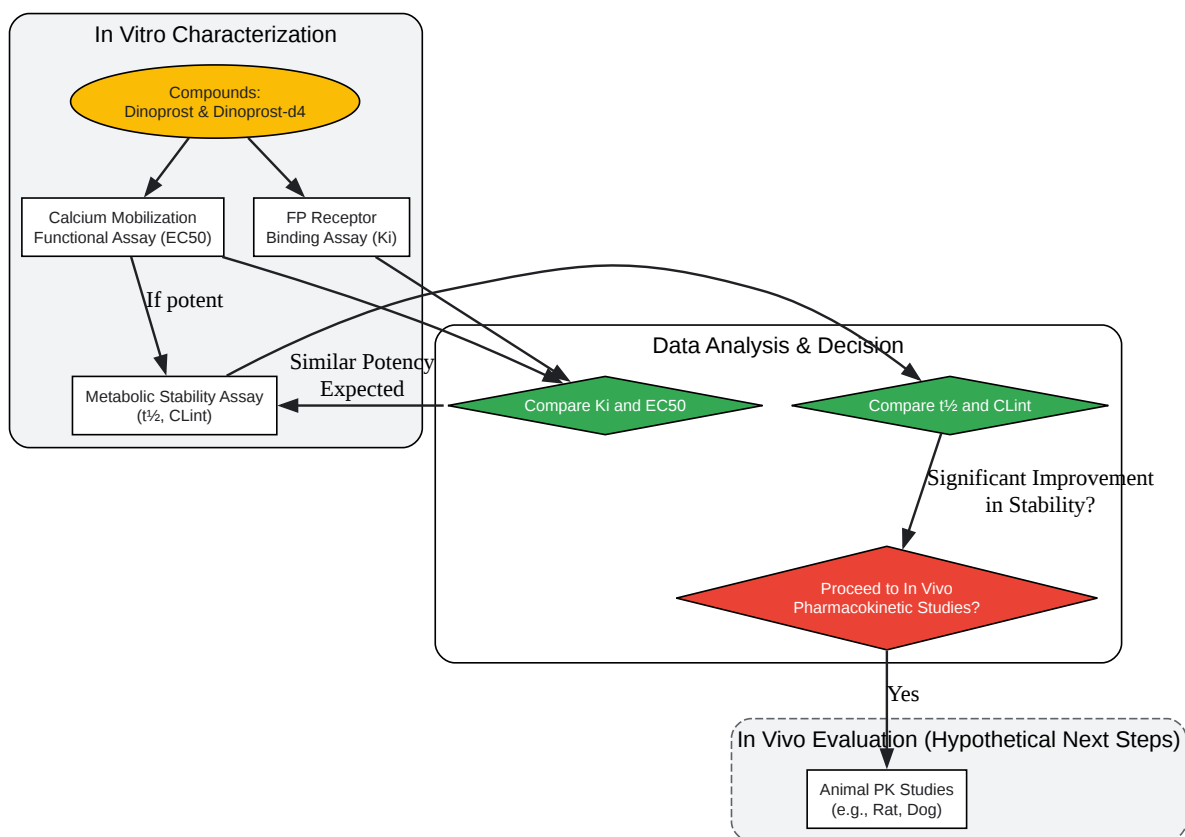 In Vitro Characterization
Compounds:
Dinoprost & Dinoprost-d4
Calcium Mobilization
Functional Assay (EC50)
FP Receptor
Binding Assay (Ki)
If potent
Data Analysis & Decision
Similar Potency
Expected
Metabolic Stability Assay
(t½, CLint)
Compare Ki and EC50
Compare t½ and CLint
Significant Improvement
in Stability?
Proceed to In Vivo
Pharmacokinetic Studies?
Yes
In Vivo Evaluation (Hypothetical Next Steps)
Animal PK Studies
(e.g., Rat, Dog)